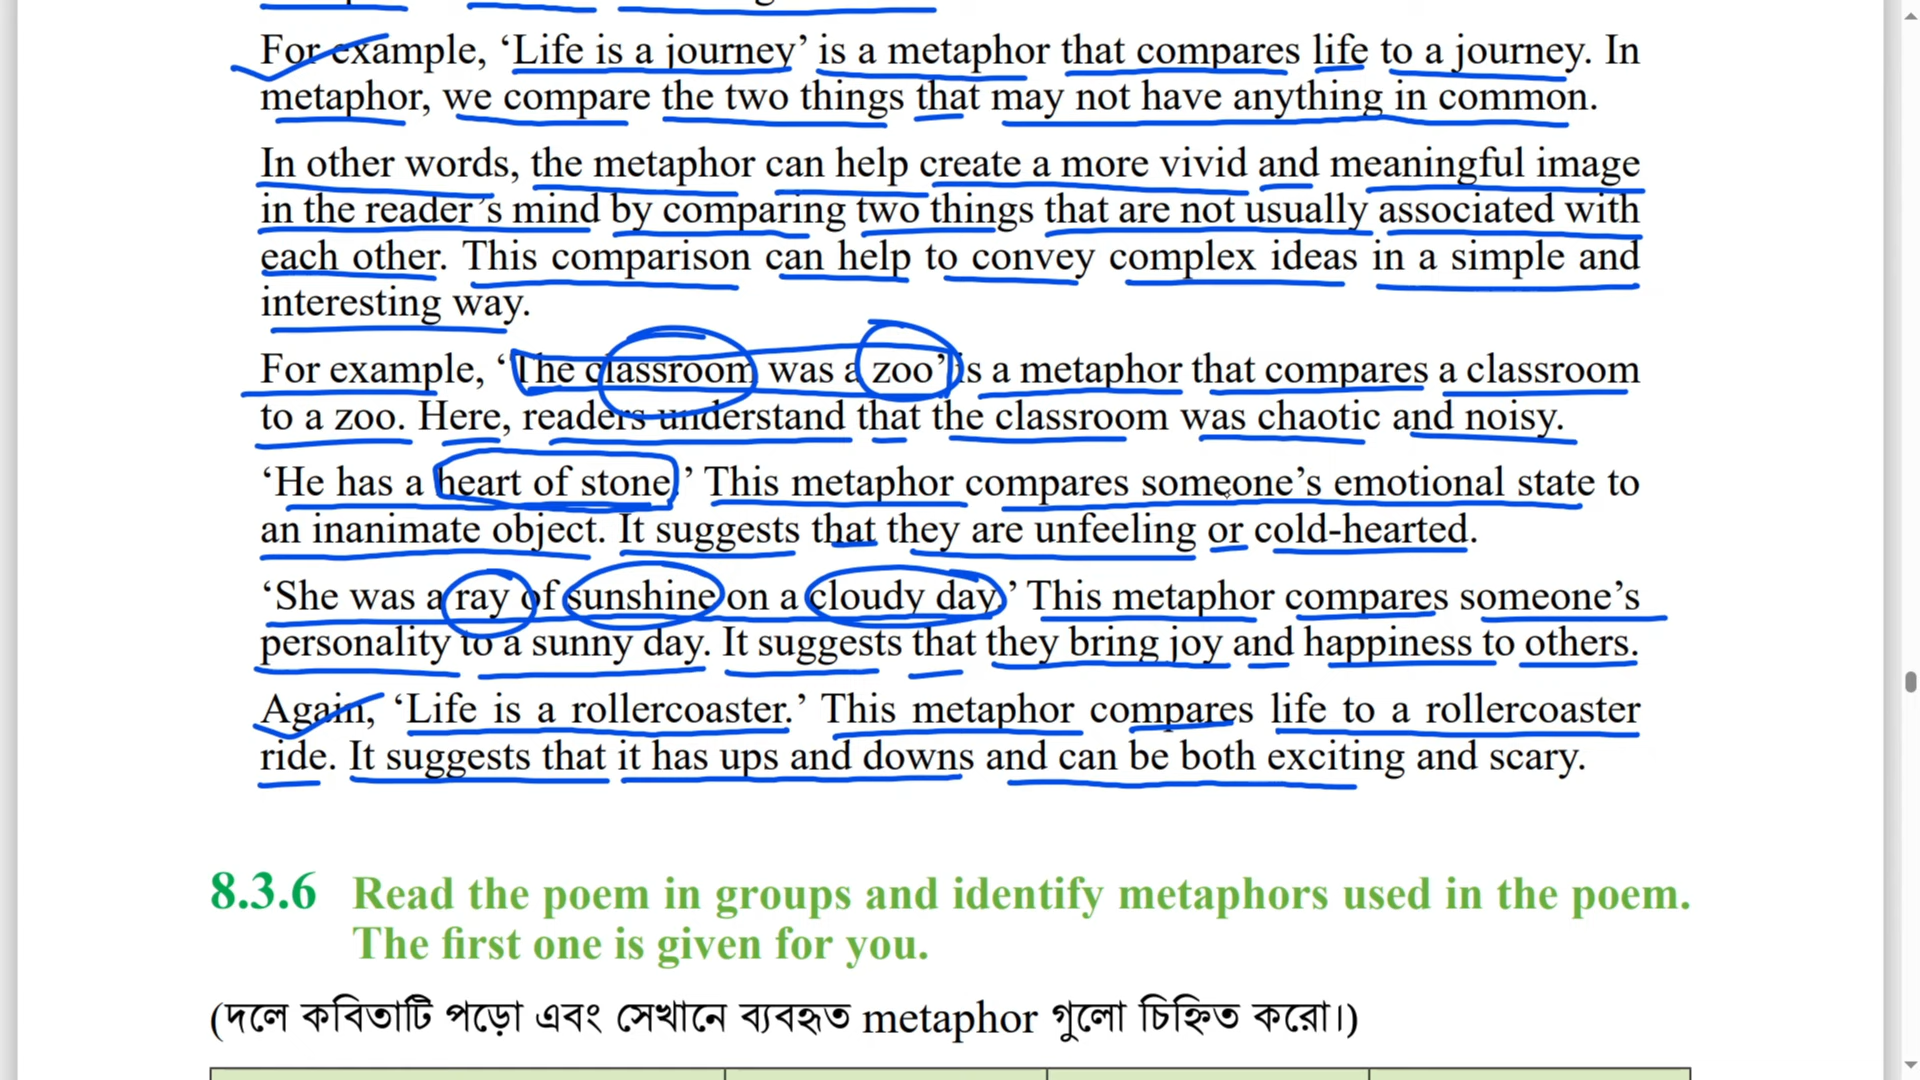 For example, ‘Life is a journey’ is a metaphor that compares life to a journey. In
metaphor, we compare the two things that may not have anything in common.
In other words, the metaphor can help create a more vivid and meaningful image
in the reader’s mind by comparing two things that are not usually associated with
each other. This comparison can help to convey complex ideas in a simple and
interesting way.
For example, ‘The classroom was a zoo’ is a metaphor that compares a classroom
to a zoo. Here, readers understand that the classroom was chaotic and noisy.
‘He has a heart of stone.’ This metaphor compares someone’s emotional state to
an inanimate object. It suggests that they are unfeeling or cold-hearted.
‘She was a ray of sunshine on a cloudy day.’ This metaphor compares someone’s
personality to a sunny day. It suggests that they bring joy and happiness to others.
Again, ‘Life is a rollercoaster.’ This metaphor compares life to a rollercoaster
ride. It suggests that it has ups and downs and can be both exciting and scary.
8.3.6 Read the poem in groups and identify metaphors used in the poem.
The first one is given for you.
(দলে কবিতাটি পড়ো এবং সেখানে ব্যবহৃত metaphor গুলো চিহ্নিত করো।)